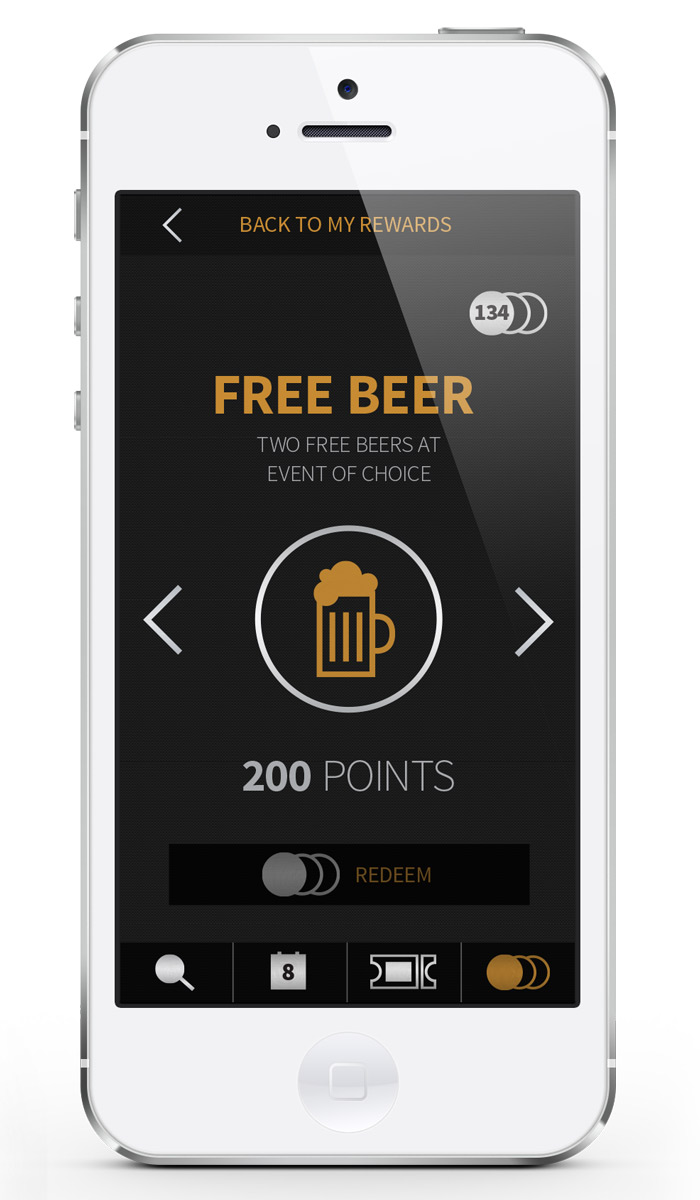 BACK TO MY REWARDS
134
FREE BEER
TWO FREE BEERS AT
EVENT OF CHOICE
200 POINTS
REDEEM
8